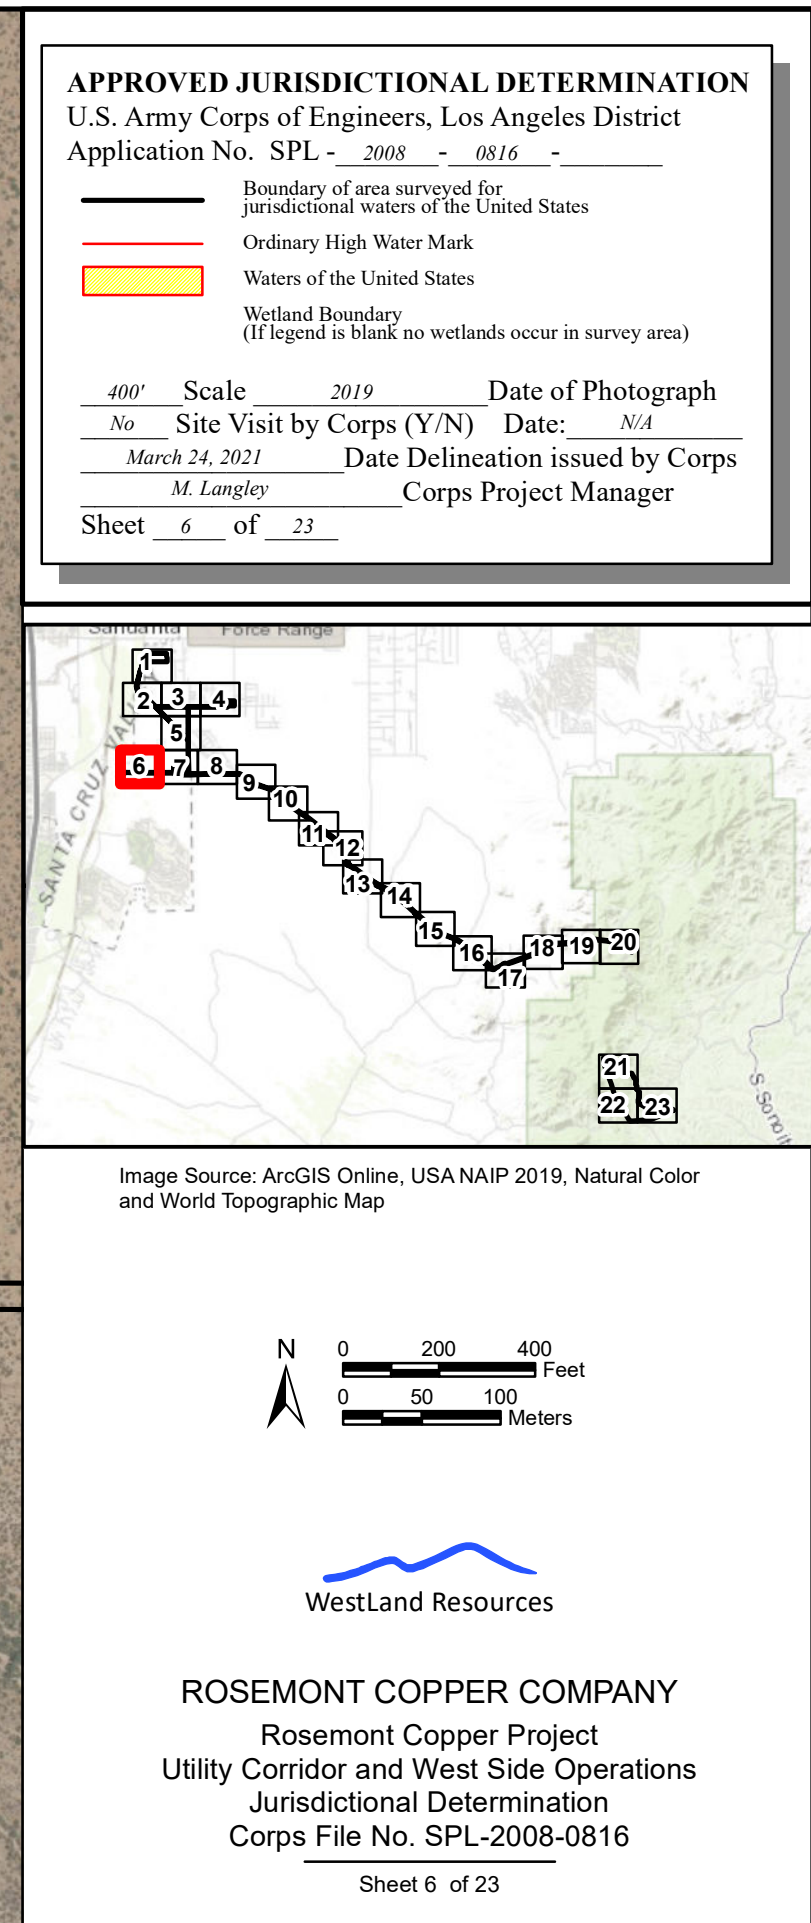 APPROVED JURISDICTIONAL DETERMINATION
U.S. Army Corps of Engineers, Los Angeles District
Application No. SPL - 2008 - 0816 -
Boundary of area surveyed for
jurisdictional waters of the United States
Ordinary High Water Mark
Waters of the United States
Wetland Boundary
(If legend is blank no wetlands occur in survey area)
400' Scale 2019 Date of Photograph
No Site Visit by Corps (Y/N) Date: N/A
March 24, 2021 Date Delineation issued by Corps
M. Langley Corps Project Manager
Sheet 6 of 23
Sahuarita
Force Range
1
2 3 4
5
6 7 8
9
10
11
12
13
14
15
16
17
18 19 20
21
22 23
SANTA CRUZ VALLEY
S Sonoit
Image Source: ArcGIS Online, USA NAIP 2019, Natural Color
and World Topographic Map
N
0 200 400
Feet
0 50 100
Meters
WestLand Resources
ROSEMONT COPPER COMPANY
Rosemont Copper Project
Utility Corridor and West Side Operations
Jurisdictional Determination
Corps File No. SPL-2008-0816
Sheet 6 of 23